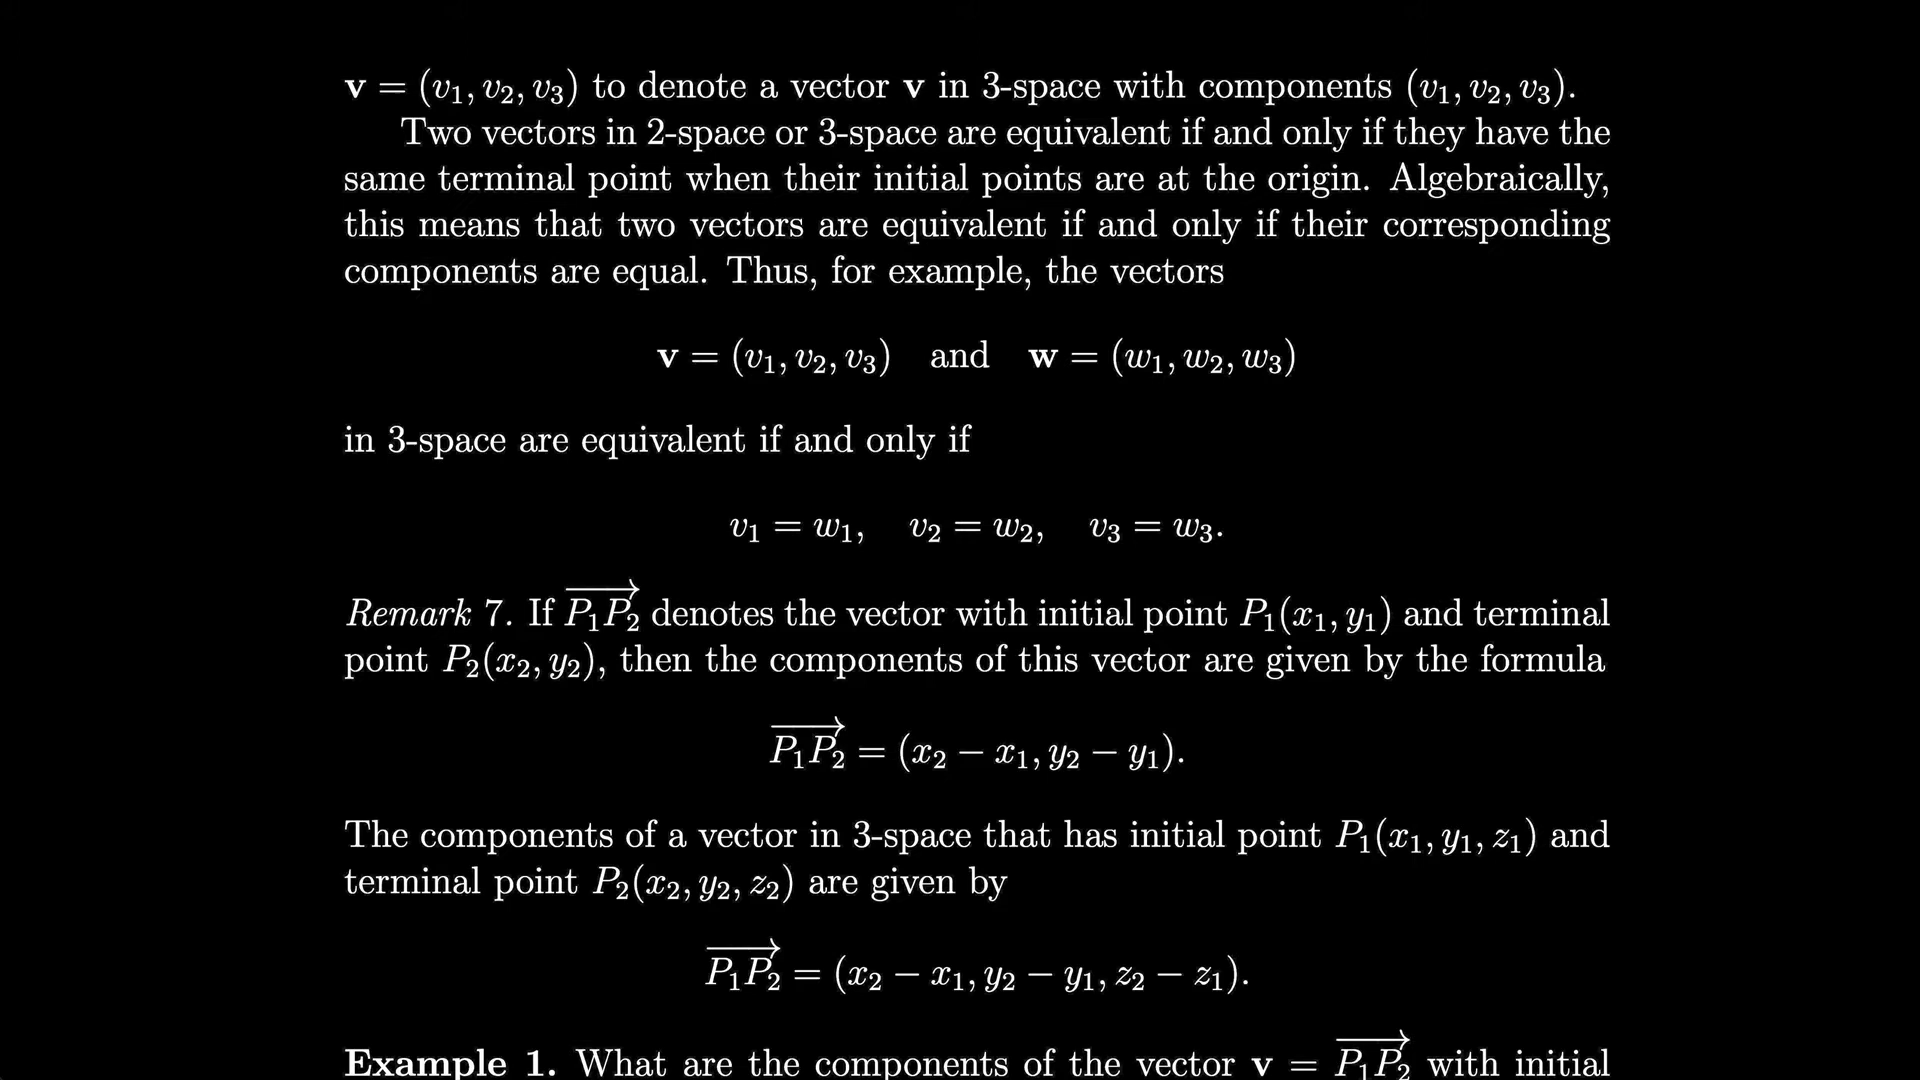 v = (v₁, v₂, v₃) to denote a vector v in 3-space with components (v₁, v₂, v₃).
Two vectors in 2-space or 3-space are equivalent if and only if they have the
same terminal point when their initial points are at the origin. Algebraically,
this means that two vectors are equivalent if and only if their corresponding
components are equal. Thus, for example, the vectors
v = (v₁, v₂, v₃) and w = (w₁, w₂, w₃)
in 3-space are equivalent if and only if
v₁ = w₁, v₂ = w₂, v₃ = w₃.
Remark 7. If $\overrightarrow{P_1P_2}$ denotes the vector with initial point P₁(x₁, y₁) and terminal
point P₂(x₂, y₂), then the components of this vector are given by the formula
$\overrightarrow{P_1P_2}$ = (x₂ − x₁, y₂ − y₁).
The components of a vector in 3-space that has initial point P₁(x₁, y₁, z₁) and
terminal point P₂(x₂, y₂, z₂) are given by
$\overrightarrow{P_1P_2}$ = (x₂ − x₁, y₂ − y₁, z₂ − z₁).
Example 1. What are the components of the vector v = $\overrightarrow{P_1P_2}$ with initial